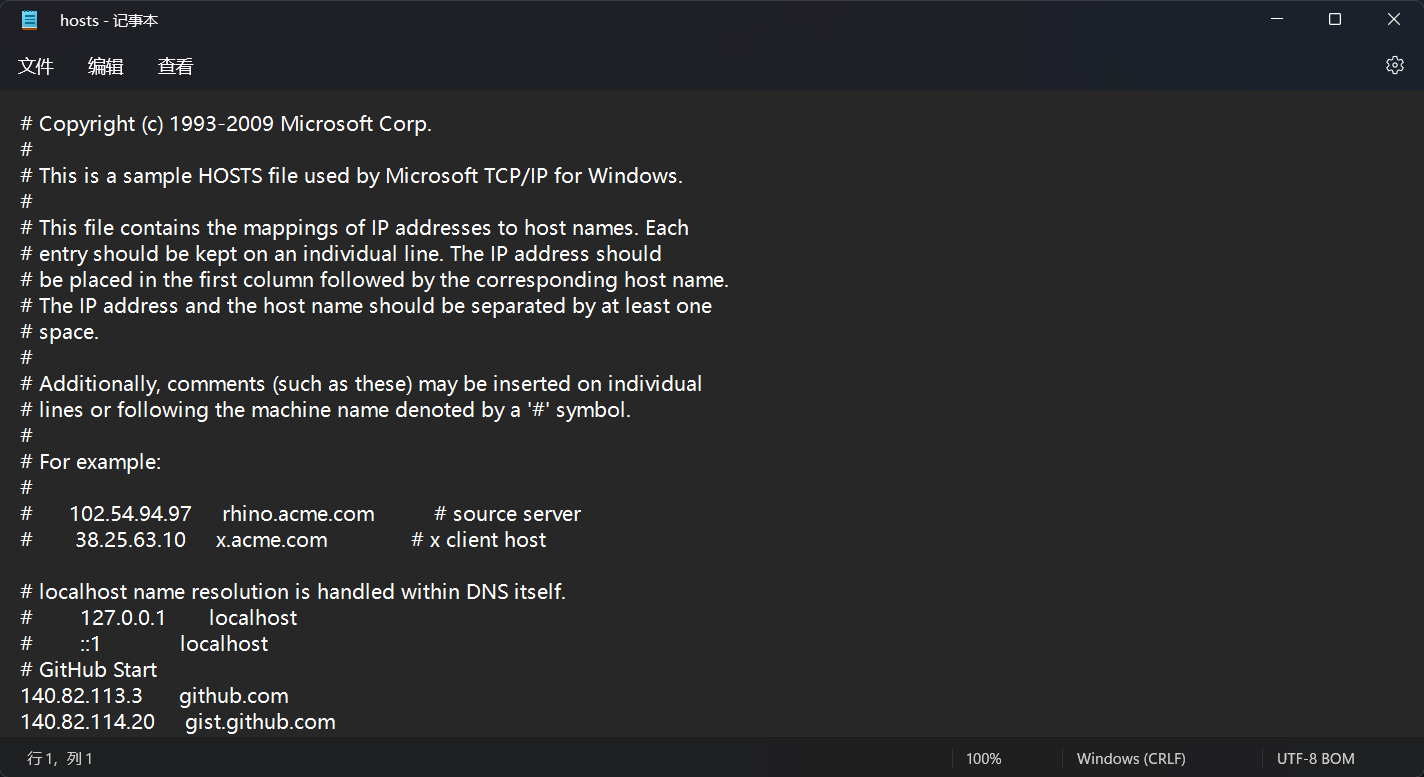 hosts - 记事本
文件 编辑 查看
# Copyright (c) 1993-2009 Microsoft Corp.
#
# This is a sample HOSTS file used by Microsoft TCP/IP for Windows.
#
# This file contains the mappings of IP addresses to host names. Each
# entry should be kept on an individual line. The IP address should
# be placed in the first column followed by the corresponding host name.
# The IP address and the host name should be separated by at least one
# space.
#
# Additionally, comments (such as these) may be inserted on individual
# lines or following the machine name denoted by a '#' symbol.
#
# For example:
#
# 102.54.94.97 rhino.acme.com # source server
# 38.25.63.10 x.acme.com # x client host
# localhost name resolution is handled within DNS itself.
# 127.0.0.1 localhost
# ::1 localhost
# GitHub Start
140.82.113.3 github.com
140.82.114.20 gist.github.com
行 1，列 1 100% Windows (CRLF) UTF-8 BOM